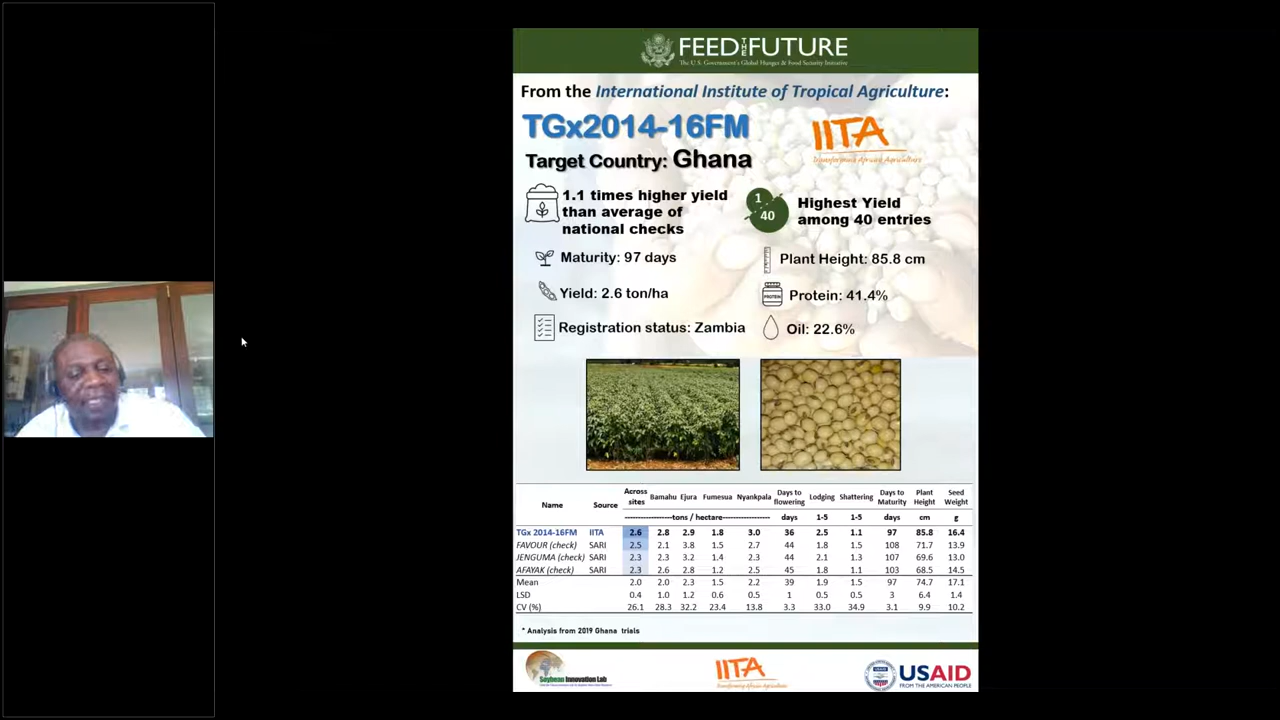 FEED THE FUTURE
The U.S. Government's Global Hunger & Food Security Initiative
From the International Institute of Tropical Agriculture:
TGx2014-16FM
IITA
Transforming African Agriculture
Target Country: Ghana
1.1 times higher yield
than average of
national checks
1
40
Highest Yield
among 40 entries
Maturity: 97 days
Plant Height: 85.8 cm
Yield: 2.6 ton/ha
PROTEIN
Protein: 41.4%
Registration status: Zambia
Oil: 22.6%
Name Source Across sites Bamahu Ejura Fumesua Nyankpala Days to flowering Lodging Shattering Days to Maturity Plant Height Seed Weight
------------------tons / hectare------------------ days 1-5 1-5 days cm g
TGx 2014-16FM IITA 2.6 2.8 2.9 1.8 3.0 36 2.5 1.1 97 85.8 16.4
FAVOUR (check) SARI 2.5 2.1 3.8 1.5 2.7 44 1.8 1.5 108 71.7 13.9
JENGUMA (check) SARI 2.3 2.3 3.2 1.4 2.3 44 2.1 1.3 107 69.6 13.0
AFAYAK (check) SARI 2.3 2.6 2.8 1.2 2.5 45 1.8 1.1 103 68.5 14.5
Mean 2.0 2.0 2.3 1.5 2.2 39 1.9 1.5 97 74.7 17.1
LSD 0.4 1.0 1.2 0.6 0.5 1 0.5 0.5 3 6.4 1.4
CV (%) 26.1 28.3 32.2 23.4 13.8 3.3 33.0 34.9 3.1 9.9 10.2
* Analysis from 2019 Ghana trials
Soybean Innovation Lab
IITA
Transforming African Agriculture
USAID
FROM THE AMERICAN PEOPLE